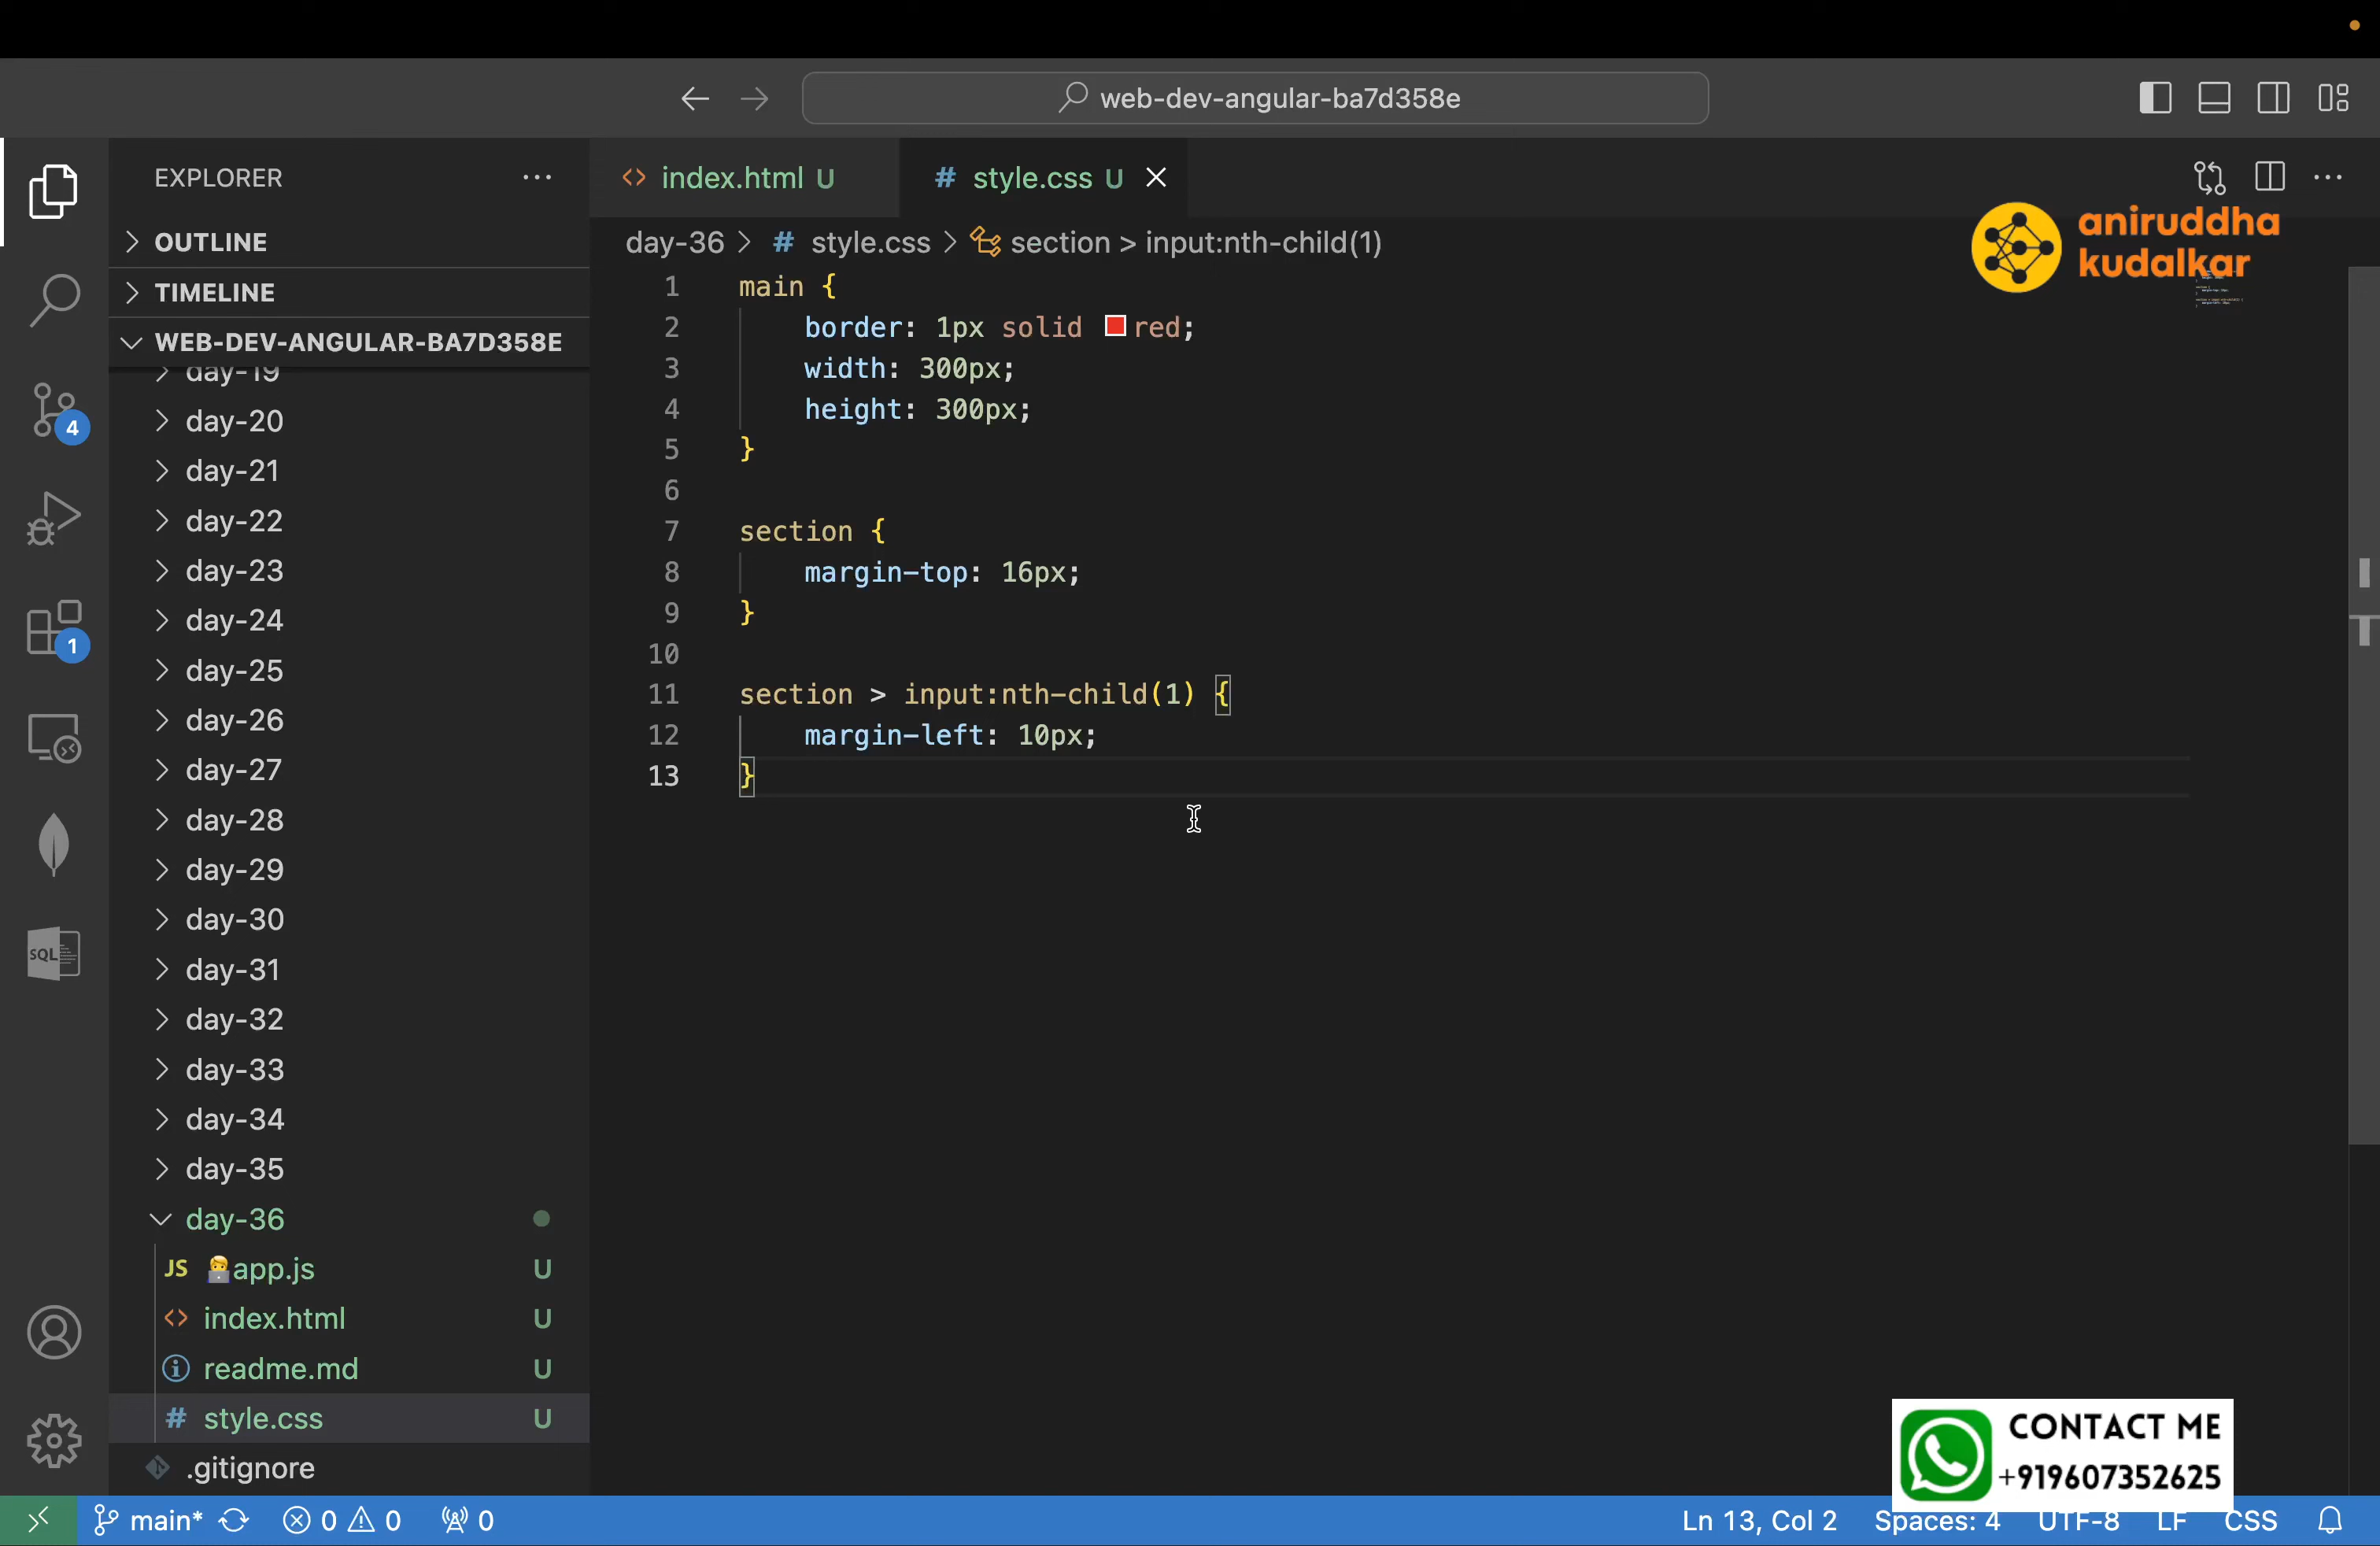 web-dev-angular-ba7d358e
EXPLORER
OUTLINE
TIMELINE
WEB-DEV-ANGULAR-BA7D358E
day-19
day-20
day-21
day-22
day-23
day-24
day-25
day-26
day-27
day-28
day-29
day-30
day-31
day-32
day-33
day-34
day-35
day-36
JS app.js U
<> index.html U
readme.md U
# style.css U
.gitignore
4
1
SQL
<> index.html U
# style.css U
aniruddha
kudalkar
day-36 > # style.css > section > input:nth-child(1)
1 main {
2 border: 1px solid red;
3 width: 300px;
4 height: 300px;
5 }
6
7 section {
8 margin-top: 16px;
9 }
10
11 section > input:nth-child(1) {
12 margin-left: 10px;
13 }
CONTACT ME
+919607352625
main* 0 0 0 Ln 13, Col 2 Spaces: 4 UTF-8 LF CSS